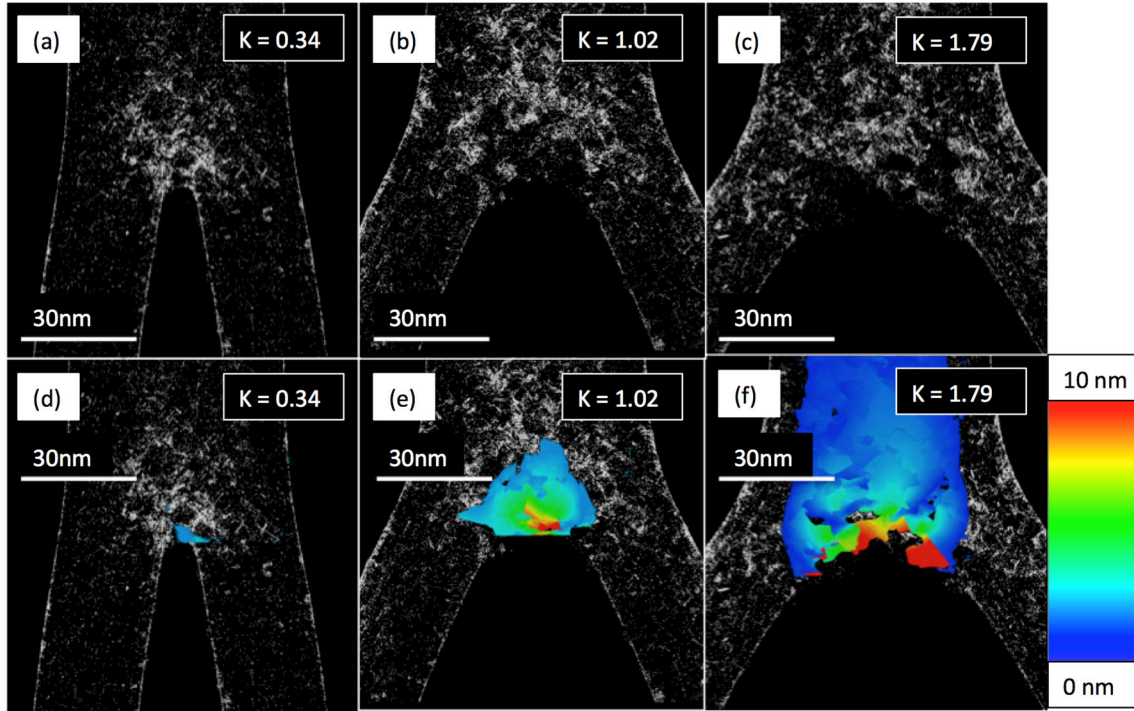 (a) K = 0.34
(b) K = 1.02
(c) K = 1.79
30nm
30nm
30nm
(d) K = 0.34
(e) K = 1.02
(f) K = 1.79
10 nm
30nm
30nm
30nm
0 nm